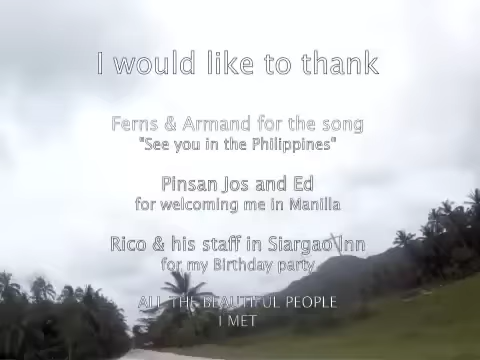 I would like to thank
Ferns & Armand for the song
"See you in the Philippines"
Pinsan Jos and Ed
for welcoming me in Manilla
Rico & his staff in Siargao Inn
for my Birthday party
ALL THE BEAUTIFUL PEOPLE
I MET